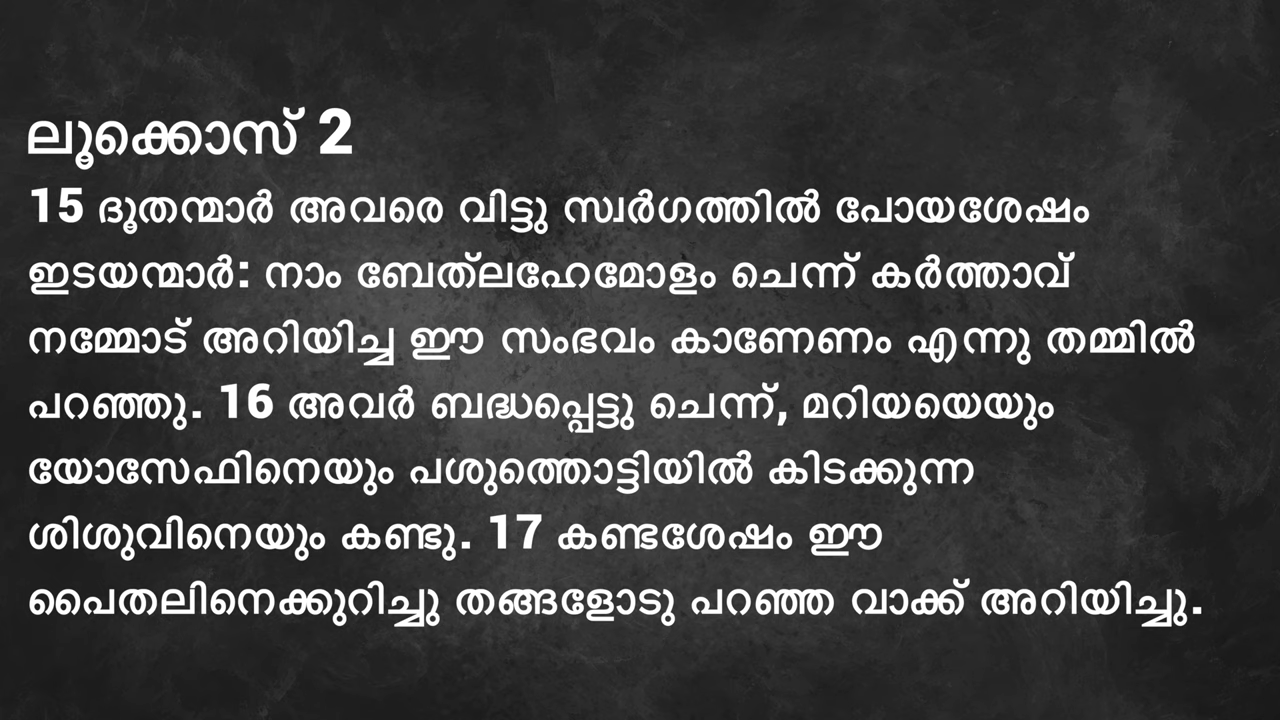 ലൂക്കൊസ് 2
15 ദൂതന്മാർ അവരെ വിട്ടു സ്വർഗത്തിൽ പോയശേഷം
ഇടയന്മാർ: നാം ബേത്‌ലഹേമോളം ചെന്ന് കർത്താവ്
നമ്മോട് അറിയിച്ച ഈ സംഭവം കാണേണം എന്നു തമ്മിൽ
പറഞ്ഞു. 16 അവർ ബദ്ധപ്പെട്ടു ചെന്ന്, മറിയയെയും
യോസേഫിനെയും പശുത്തൊട്ടിയിൽ കിടക്കുന്ന
ശിശുവിനെയും കണ്ടു. 17 കണ്ടശേഷം ഈ
പൈതലിനെക്കുറിച്ചു തങ്ങളോടു പറഞ്ഞ വാക്ക് അറിയിച്ചു.